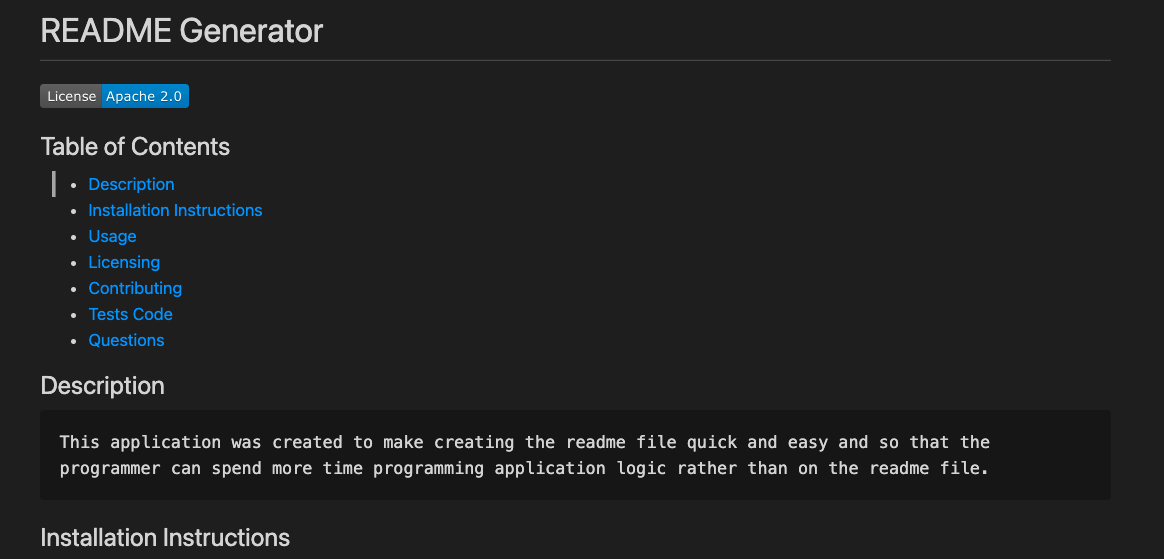 README Generator
License Apache 2.0
Table of Contents
Description
Installation Instructions
Usage
Licensing
Contributing
Tests Code
Questions
Description
This application was created to make creating the readme file quick and easy and so that the
programmer can spend more time programming application logic rather than on the readme file.
Installation Instructions